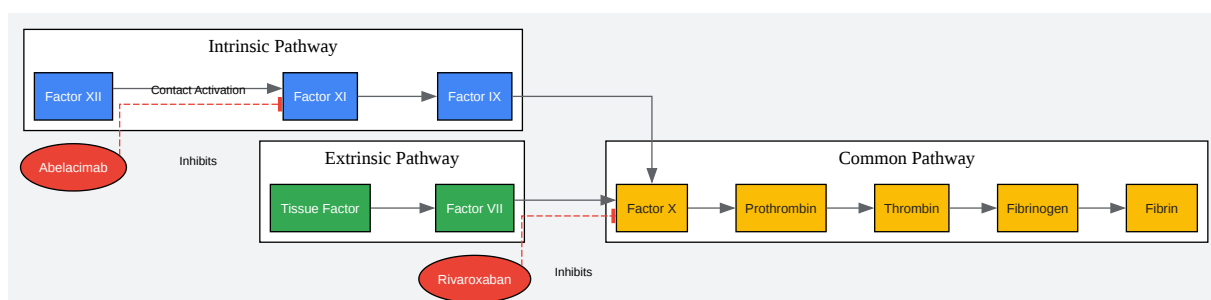 Intrinsic Pathway
Factor XII
Contact Activation
Factor XI
Factor IX
Abelacimab
Inhibits
Extrinsic Pathway
Tissue Factor
Factor VII
Common Pathway
Factor X
Prothrombin
Thrombin
Fibrinogen
Fibrin
Rivaroxaban
Inhibits